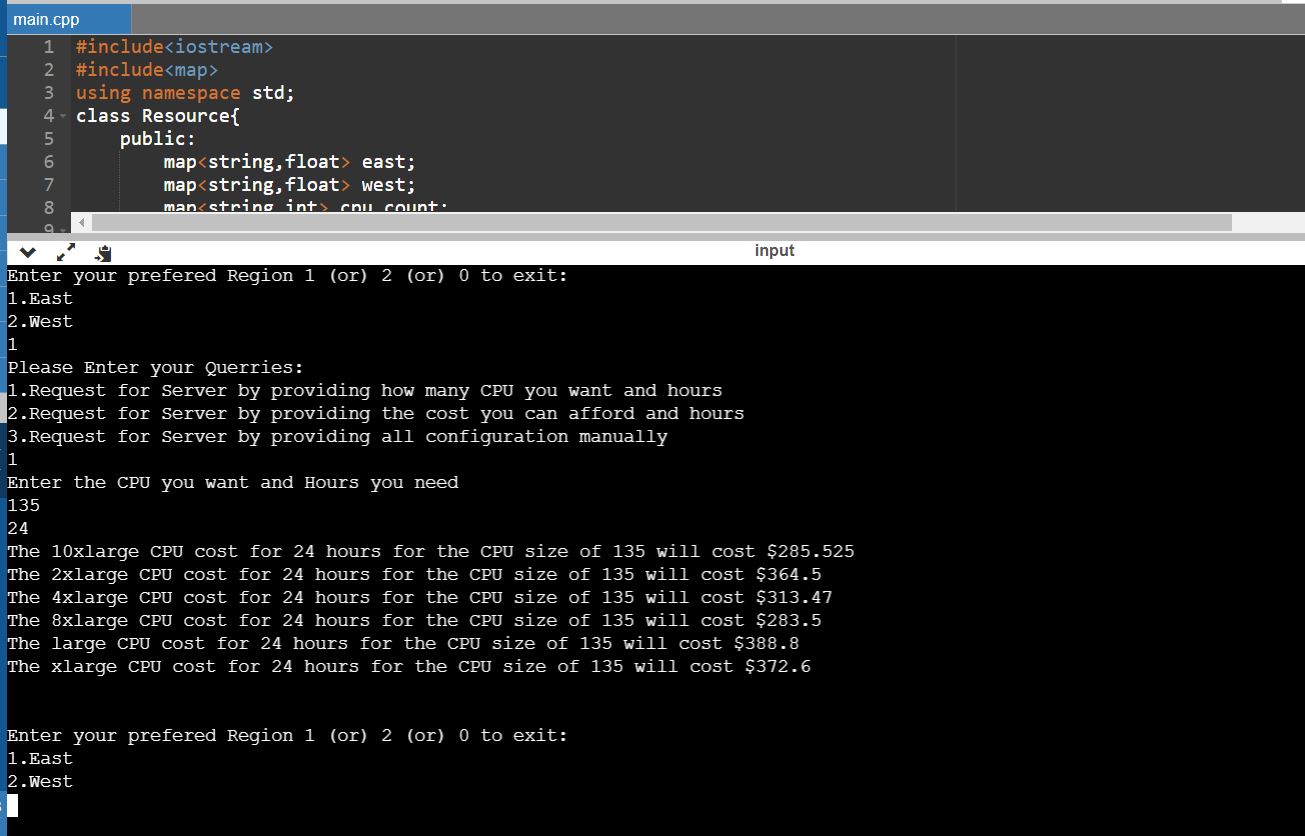 main.cpp
1 #include<iostream>
2 #include<map>
3 using namespace std;
4 class Resource{
5 public:
6 map<string,float> east;
7 map<string,float> west;
8 map<string,int> cpu_count;
9
input
Enter your prefered Region 1 (or) 2 (or) 0 to exit:
1.East
2.West
1
Please Enter your Querries:
1.Request for Server by providing how many CPU you want and hours
2.Request for Server by providing the cost you can afford and hours
3.Request for Server by providing all configuration manually
1
Enter the CPU you want and Hours you need
135
24
The 10xlarge CPU cost for 24 hours for the CPU size of 135 will cost $285.525
The 2xlarge CPU cost for 24 hours for the CPU size of 135 will cost $364.5
The 4xlarge CPU cost for 24 hours for the CPU size of 135 will cost $313.47
The 8xlarge CPU cost for 24 hours for the CPU size of 135 will cost $283.5
The large CPU cost for 24 hours for the CPU size of 135 will cost $388.8
The xlarge CPU cost for 24 hours for the CPU size of 135 will cost $372.6
Enter your prefered Region 1 (or) 2 (or) 0 to exit:
1.East
2.West